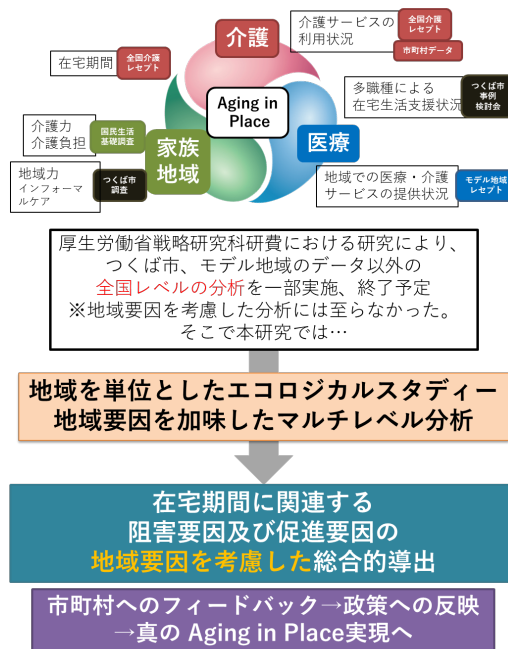 介護
介護サービスの
利用状況
全国介護
レセプト
市町村データ
在宅期間
全国介護
レセプト
Aging in
Place
多職種による
在宅生活支援状況
つくば市
事例
検討会
介護力
介護負担
国民生活
基礎調査
家族
地域
医療
地域力
インフォーマ
ルケア
つくば市
調査
地域での医療・介護
サービスの提供状況
モデル地域
レセプト
厚生労働省戦略研究科研費における研究により、
つくば市、モデル地域のデータ以外の
全国レベルの分析を一部実施、終了予定
※地域要因を考慮した分析には至らなかった。
そこで本研究では…
地域を単位としたエコロジカルスタディー
地域要因を加味したマルチレベル分析
在宅期間に関連する
阻害要因及び促進要因の
地域要因を考慮した総合的導出
市町村へのフィードバック→政策への反映
→真の Aging in Place実現へ